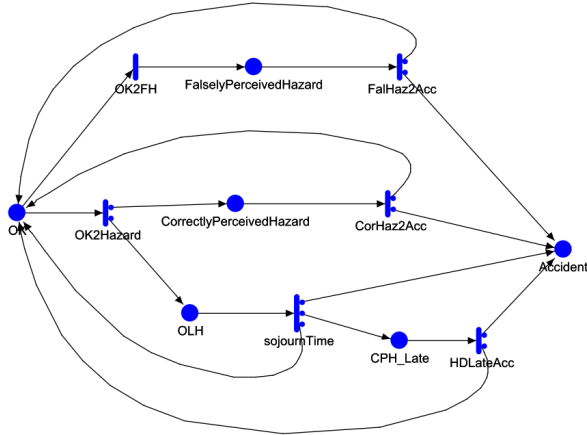 OK2FH
FalselyPerceivedHazard
FalHaz2Acc
OK
OK2Hazard
CorrectlyPerceivedHazard
CorHaz2Acc
Accident
OLH
sojournTime
CPH_Late
HDLateAcc